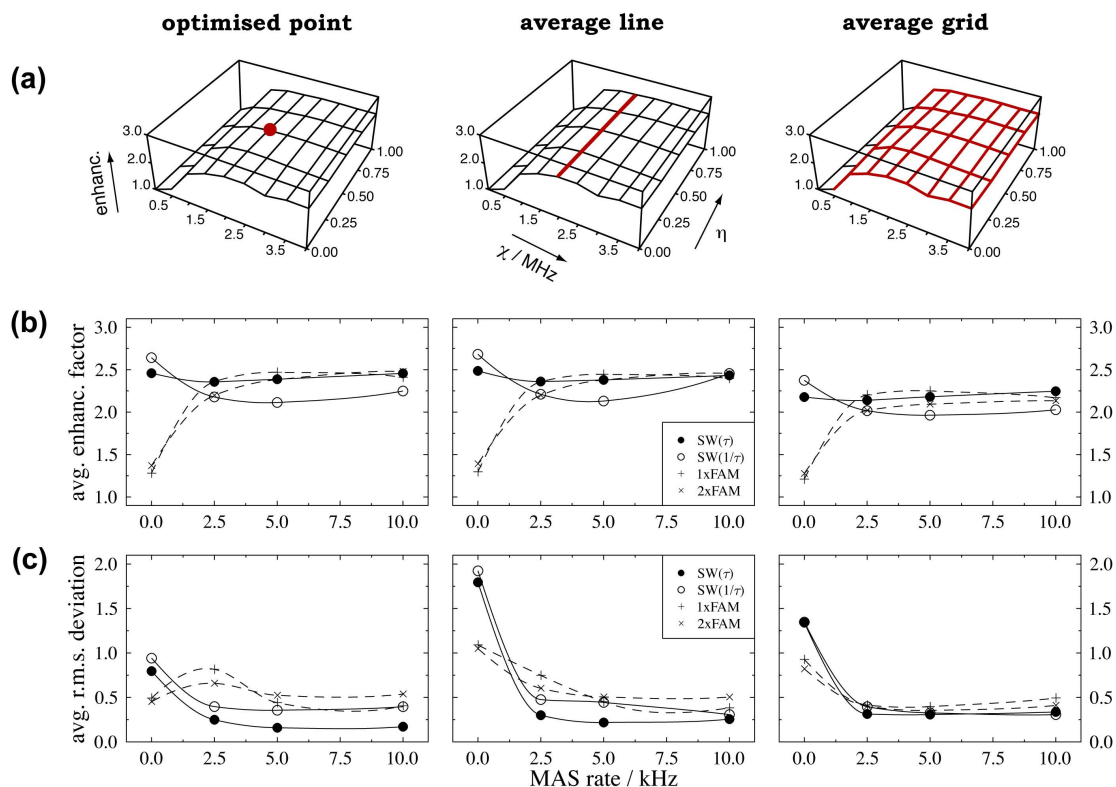 optimised point
average line
average grid
(a)
enhanc.
3.0
2.0
1.0
0.5
1.5
2.5
3.5
0.00
0.25
0.50
0.75
1.00
3.0
2.0
1.0
0.5
1.5
2.5
3.5
0.00
0.25
0.50
0.75
1.00
χ / MHz
η
3.0
2.0
1.0
0.5
1.5
2.5
3.5
0.00
0.25
0.50
0.75
1.00
(b)
avg. enhanc. factor
3.0
2.5
2.0
1.5
1.0
0.0 2.5 5.0 7.5 10.0
SW(τ)
SW(1/τ)
1xFAM
2xFAM
0.0 2.5 5.0 7.5 10.0
3.0
2.5
2.0
1.5
1.0
0.0 2.5 5.0 7.5 10.0
(c)
avg. r.m.s. deviation
2.0
1.5
1.0
0.5
0.0
0.0 2.5 5.0 7.5 10.0
SW(τ)
SW(1/τ)
1xFAM
2xFAM
0.0 2.5 5.0 7.5 10.0
2.0
1.5
1.0
0.5
0.0
0.0 2.5 5.0 7.5 10.0
MAS rate / kHz